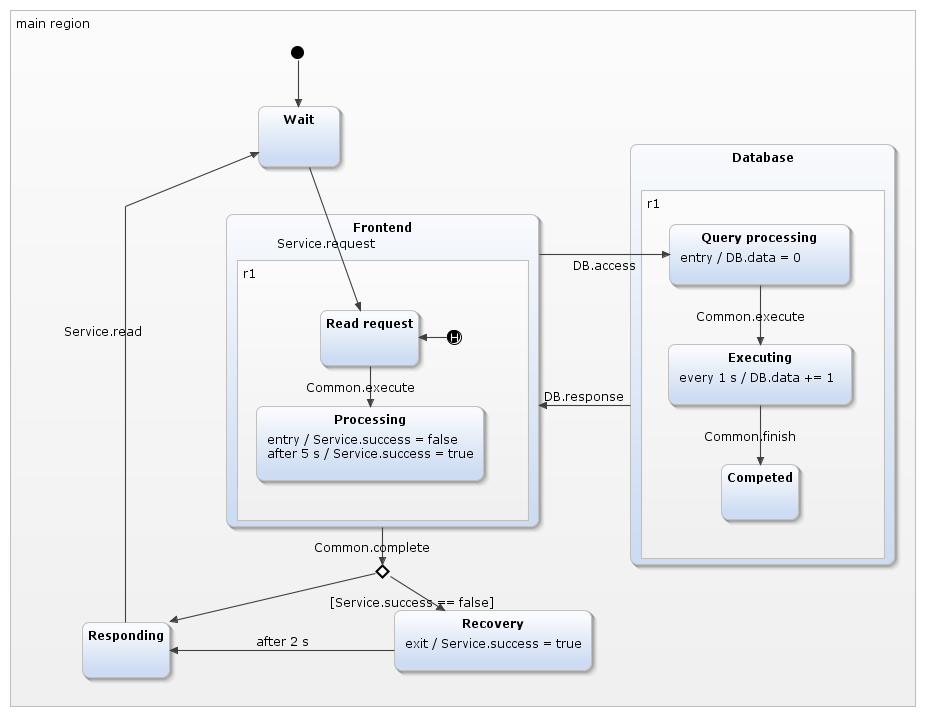 main region
Wait
Database
r1
Frontend
Service.request
Query processing
entry / DB.data = 0
DB.access
r1
Common.execute
Read request
H
Service.read
Executing
every 1 s / DB.data += 1
Common.execute
DB.response
Processing
entry / Service.success = false
after 5 s / Service.success = true
Common.finish
Competed
Common.complete
[Service.success == false]
Responding
after 2 s
Recovery
exit / Service.success = true